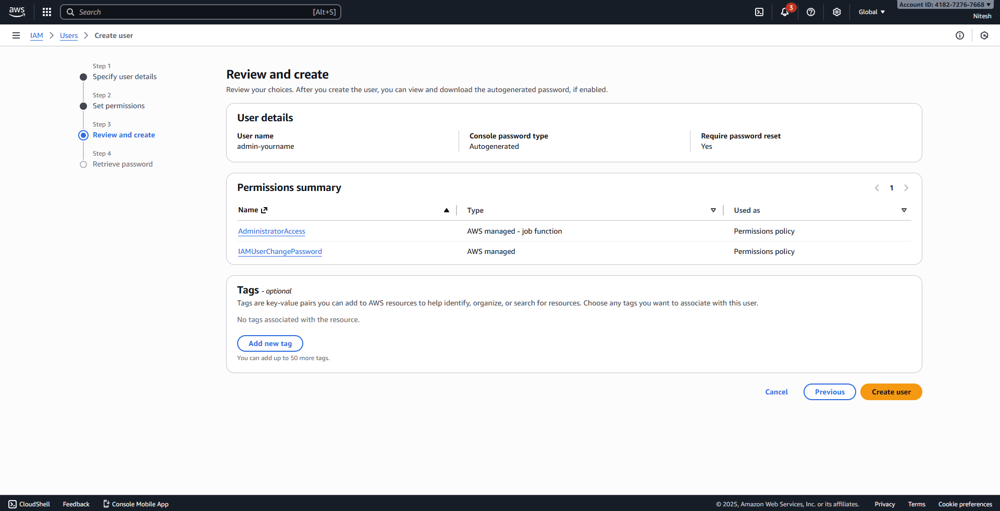 aws
Search [Alt+S]
3
Global
Account ID: 4182-7276-7668
Nitesh
IAM Users Create user
Step 1
Specify user details
Step 2
Set permissions
Step 3
Review and create
Step 4
Retrieve password
Review and create
Review your choices. After you create the user, you can view and download the autogenerated password, if enabled.
User details
User name Console password type Require password reset
admin-yourname Autogenerated Yes
Permissions summary 1
Name Type Used as
AdministratorAccess AWS managed - job function Permissions policy
IAMUserChangePassword AWS managed Permissions policy
Tags - optional
Tags are key-value pairs you can add to AWS resources to help identify, organize, or search for resources. Choose any tags you want to associate with this user.
No tags associated with the resource.
Add new tag
You can add up to 50 more tags.
Cancel Previous Create user
CloudShell Feedback Console Mobile App © 2025, Amazon Web Services, Inc. or its affiliates. Privacy Terms Cookie preferences